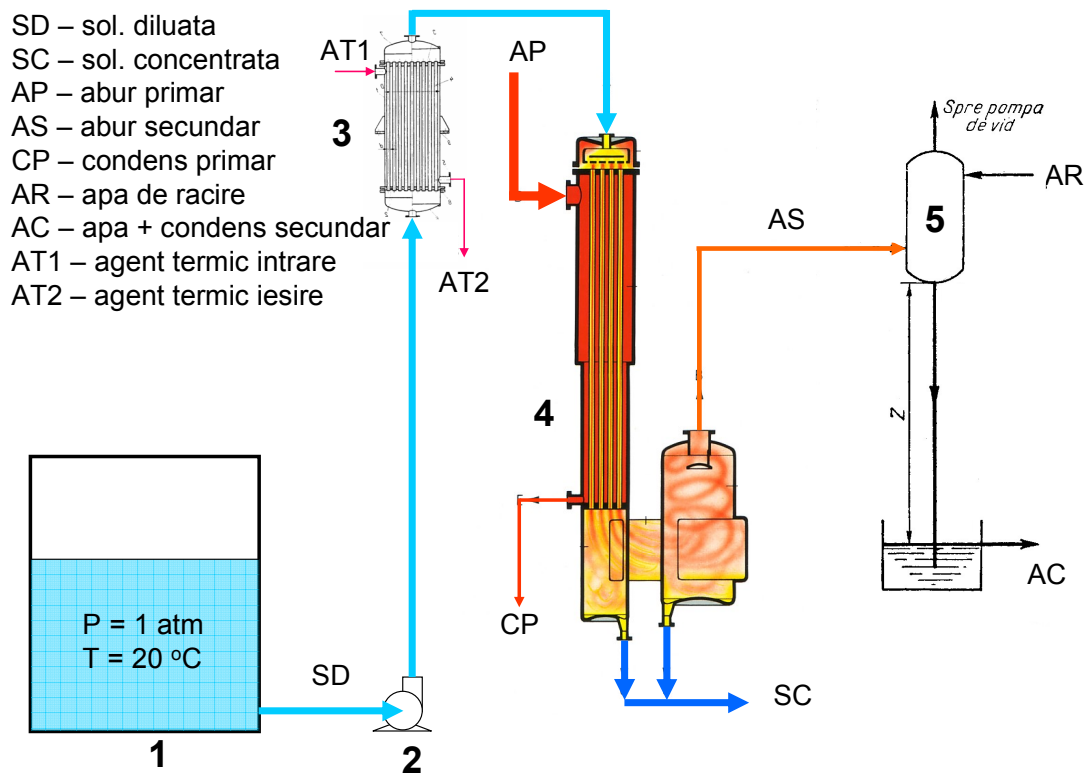 SD – sol. diluata
SC – sol. concentrata
AP – abur primar
AS – abur secundar
CP – condens primar
AR – apa de racire
AC – apa + condens secundar
AT1 – agent termic intrare
AT2 – agent termic iesire
AT1
3
AT2
AP
4
CP
AS
Spre pompa
de vid
AR
5
Z
AC
SC
P = 1 atm
T = 20 °C
SD
1
2